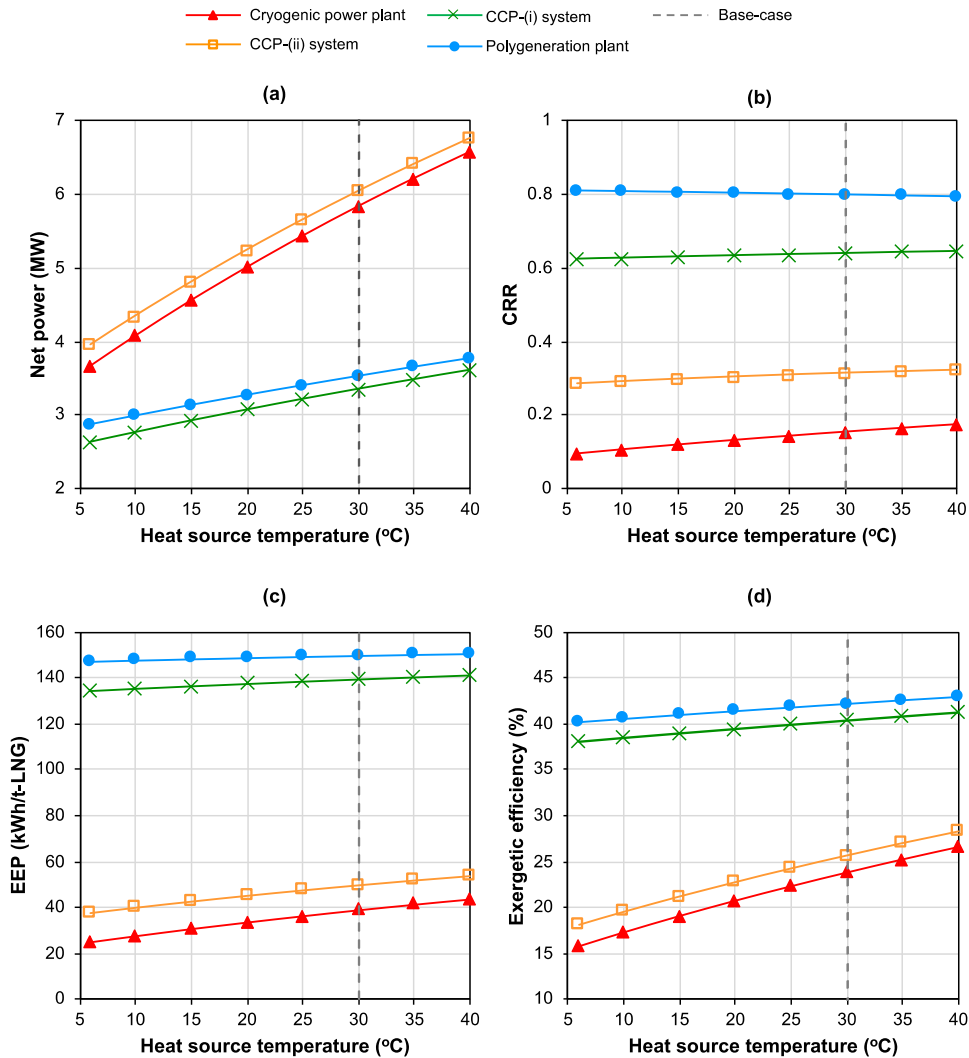 Cryogenic power plant
CCP-(i) system
Base-case
CCP-(ii) system
Polygeneration plant
(a)
Net power (MW)
7
6
5
4
3
2
5 10 15 20 25 30 35 40
Heat source temperature (ºC)
(b)
CRR
1
0.8
0.6
0.4
0.2
0
5 10 15 20 25 30 35 40
Heat source temperature (ºC)
(c)
EEP (kWh/t-LNG)
160
140
120
100
80
60
40
20
0
5 10 15 20 25 30 35 40
Heat source temperature (ºC)
(d)
Exergetic efficiency (%)
50
45
40
35
30
25
20
15
10
5 10 15 20 25 30 35 40
Heat source temperature (ºC)